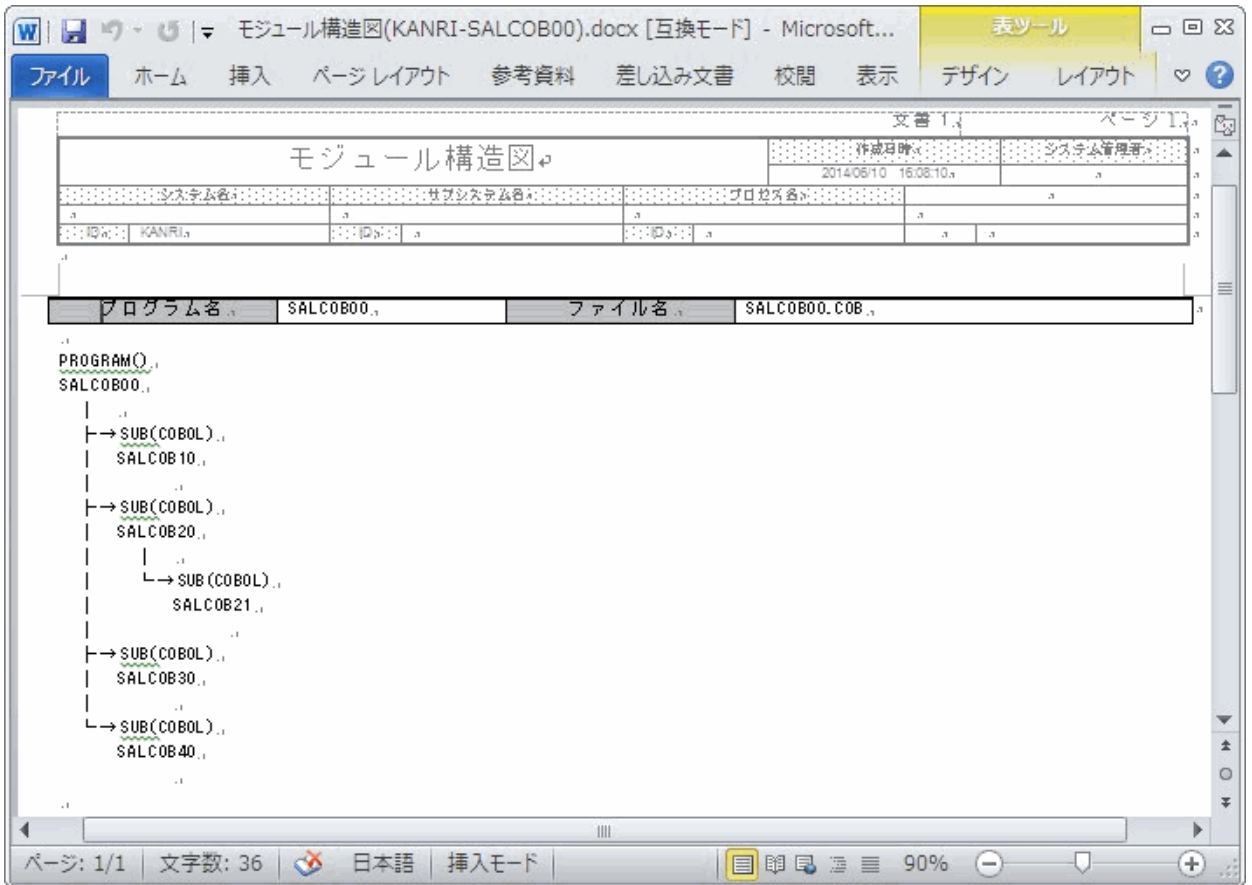 モジュール構造図(KANRI-SALCOB00).docx [互換モード] - Microsoft... 表ツール
ファイル ホーム 挿入 ページ レイアウト 参考資料 差し込み文書 校閲 表示 デザイン レイアウト
文書 1 ページ 1
モジュール構造図 作成日時 システム管理者
2014/06/10 16:08:10
システム名 サブシステム名 プロセス名
ID KANRI ID ID
プログラム名 SALCOB00 ファイル名 SALCOB00.COB
PROGRAM()
SALCOB00
SUB(COBOL)
SALCOB10
SUB(COBOL)
SALCOB20
SUB(COBOL)
SALCOB21
SUB(COBOL)
SALCOB30
SUB(COBOL)
SALCOB40
ページ: 1/1 文字数: 36 日本語 挿入モード 90%